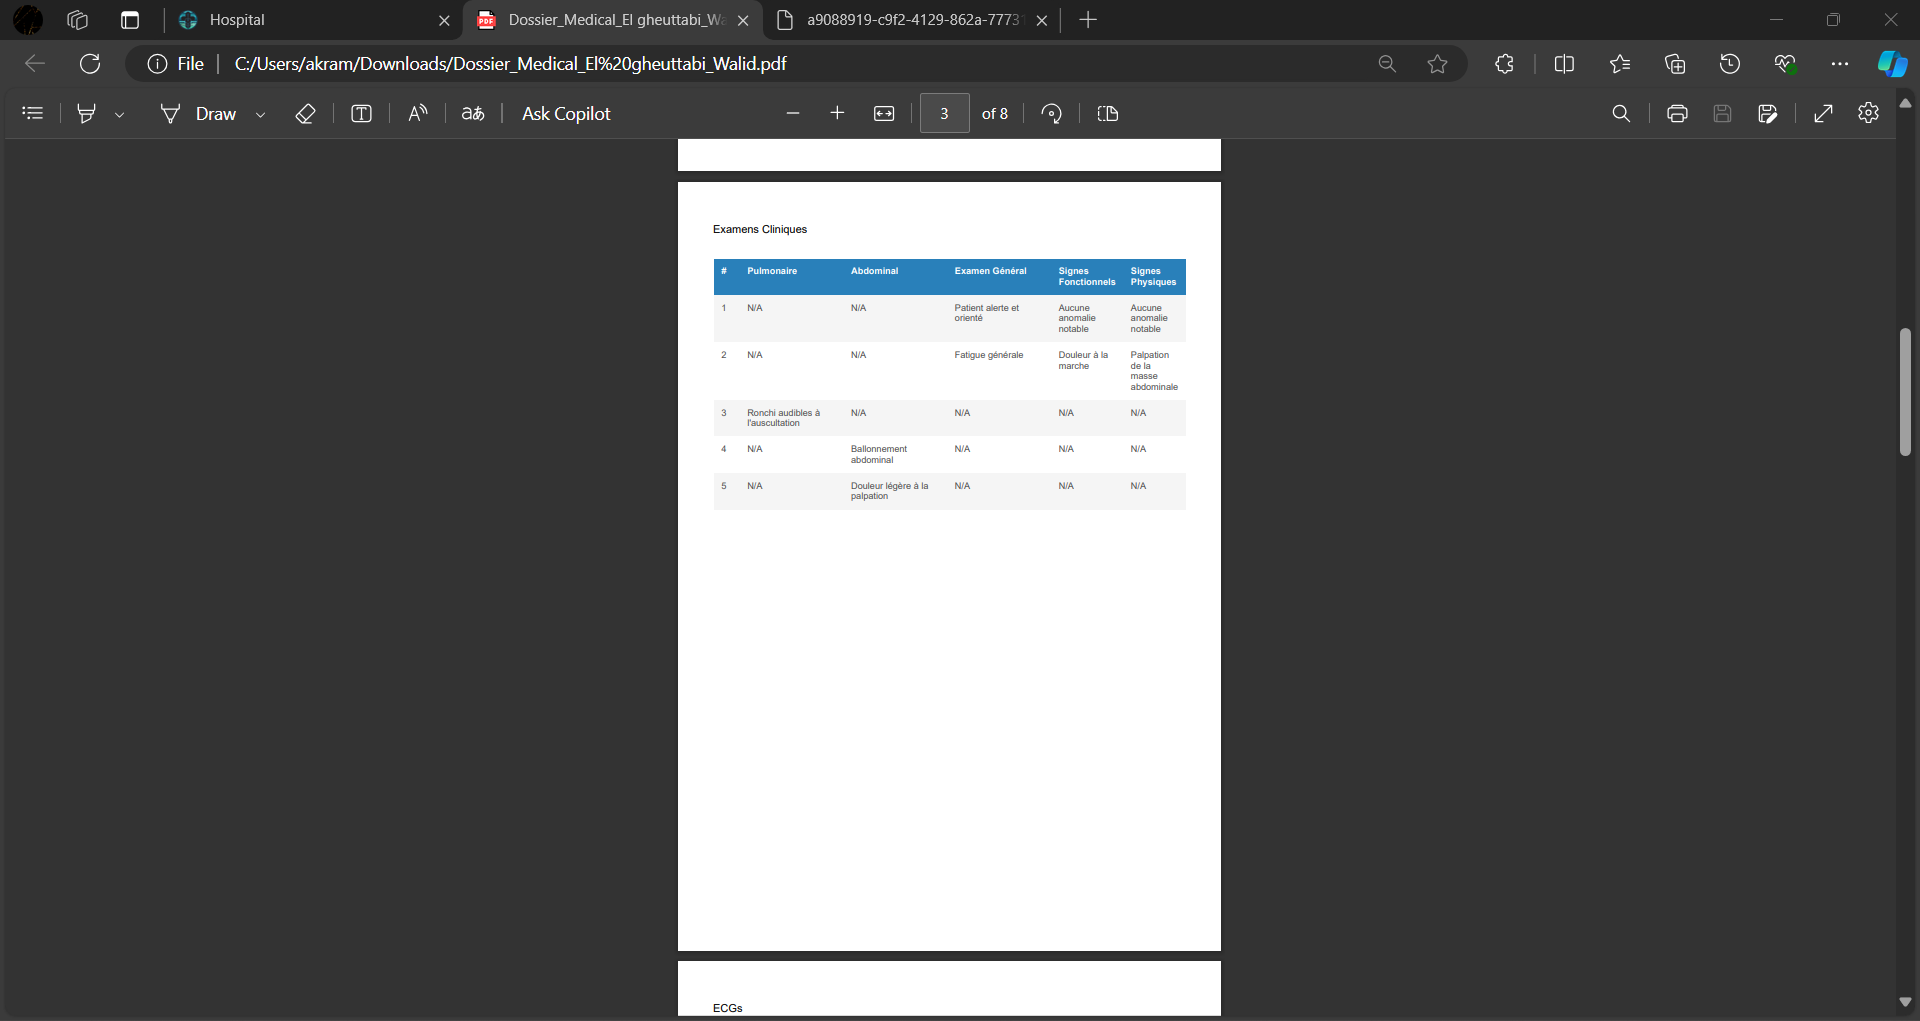 Hospital
Dossier_Medical_El gheuttabi_Wa
a9088919-c9f2-4129-862a-7773
File
C:/Users/akram/Downloads/Dossier_Medical_El%20gheuttabi_Walid.pdf
Draw
T
aあ
Ask Copilot
3
of 8
Examens Cliniques
# Pulmonaire Abdominal Examen Général Signes Signes
Fonctionnels Physiques
1 N/A N/A Patient alerte et Aucune Aucune
orienté anomalie anomalie
notable notable
2 N/A N/A Fatigue générale Douleur à la Palpation
marche de la
masse
abdominale
3 Ronchi audibles à N/A N/A N/A N/A
l'auscultation
4 N/A Ballonnement N/A N/A N/A
abdominal
5 N/A Douleur légère à la N/A N/A N/A
palpation
ECGs